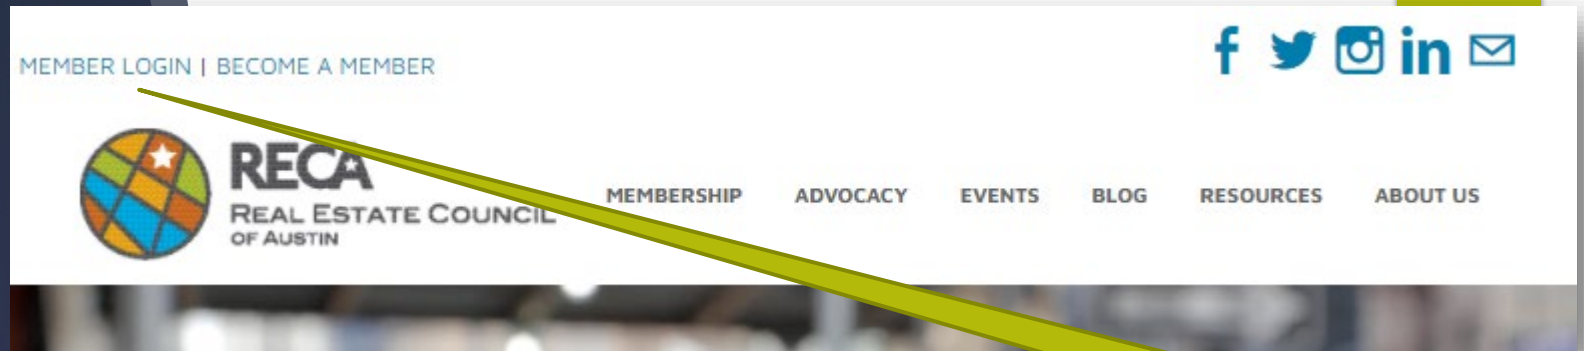 MEMBER LOGIN | BECOME A MEMBER
RECA
REAL ESTATE COUNCIL
OF AUSTIN
MEMBERSHIP ADVOCACY EVENTS BLOG RESOURCES ABOUT US